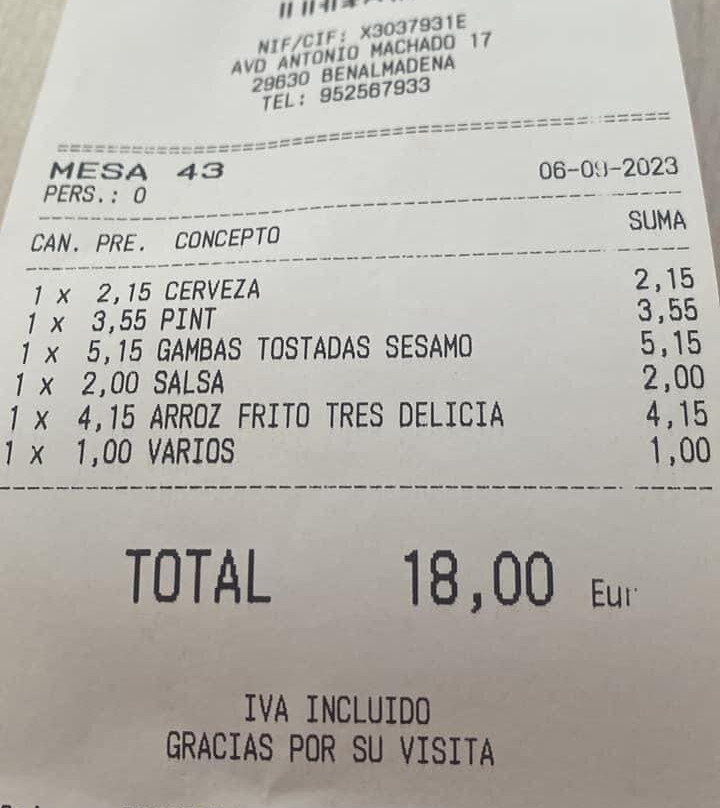 NIF/CIF: X3037931E
AVD ANTONIO MACHADO 17
29630 BENALMADENA
TEL: 952567933
MESA 43 06-09-2023
PERS.: 0
CAN. PRE. CONCEPTO SUMA
1 x 2,15 CERVEZA 2,15
1 x 3,55 PINT 3,55
1 x 5,15 GAMBAS TOSTADAS SESAMO 5,15
1 x 2,00 SALSA 2,00
1 x 4,15 ARROZ FRITO TRES DELICIA 4,15
1 x 1,00 VARIOS 1,00
TOTAL 18,00 Eur
IVA INCLUIDO
GRACIAS POR SU VISITA